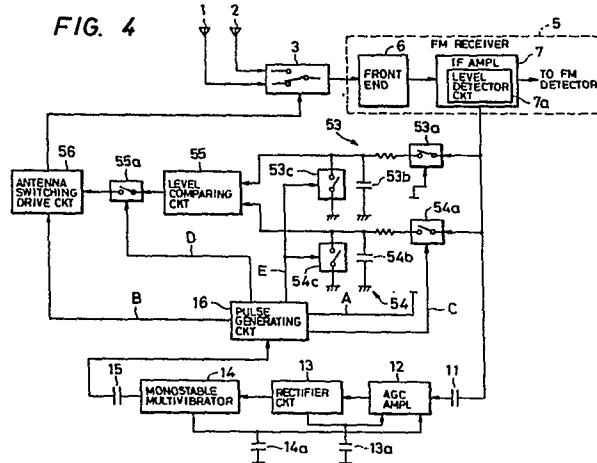 FIG. 4
1
2
3
5
FM RECEIVER
6
FRONT
END
7
IF AMPL
LEVEL
DETECTOR
CKT
7a
TO FM
DETECTOR
56
ANTENNA
SWITCHING
DRIVE CKT
55a
55
LEVEL
COMPARING
CKT
53
53a
53c
53b
54a
54b
54c
54
D
E
B
A
C
16
PULSE
GENERATING
CKT
15
14
MONOSTABLE
MULTIVIBRATOR
13
RECTIFIER
CKT
12
AGC
AMPL
11
14a
13a